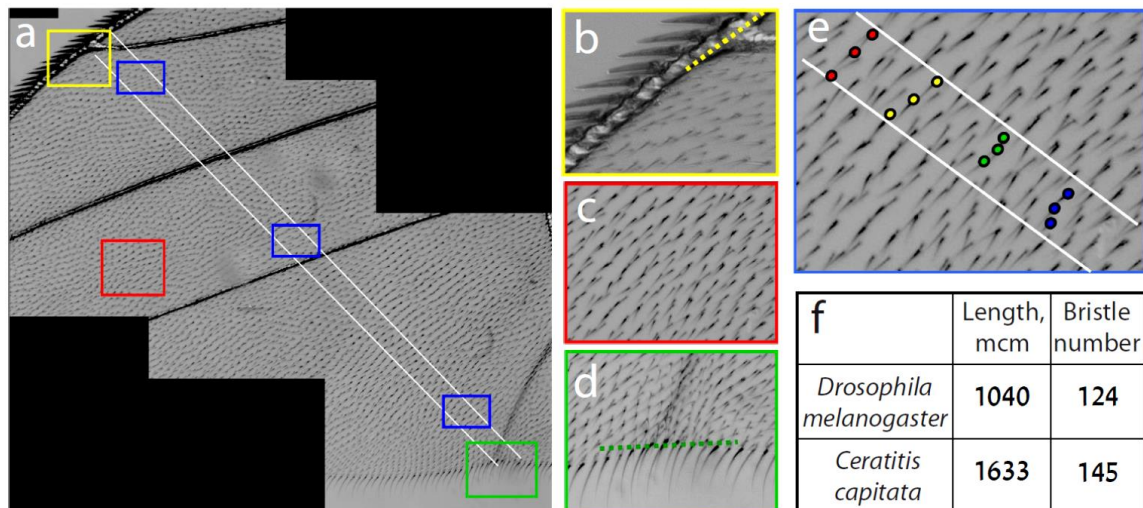 a
b
c
d
e
f
Length, mcm
Bristle number
Drosophila melanogaster
1040
124
Ceratitis capitata
1633
145